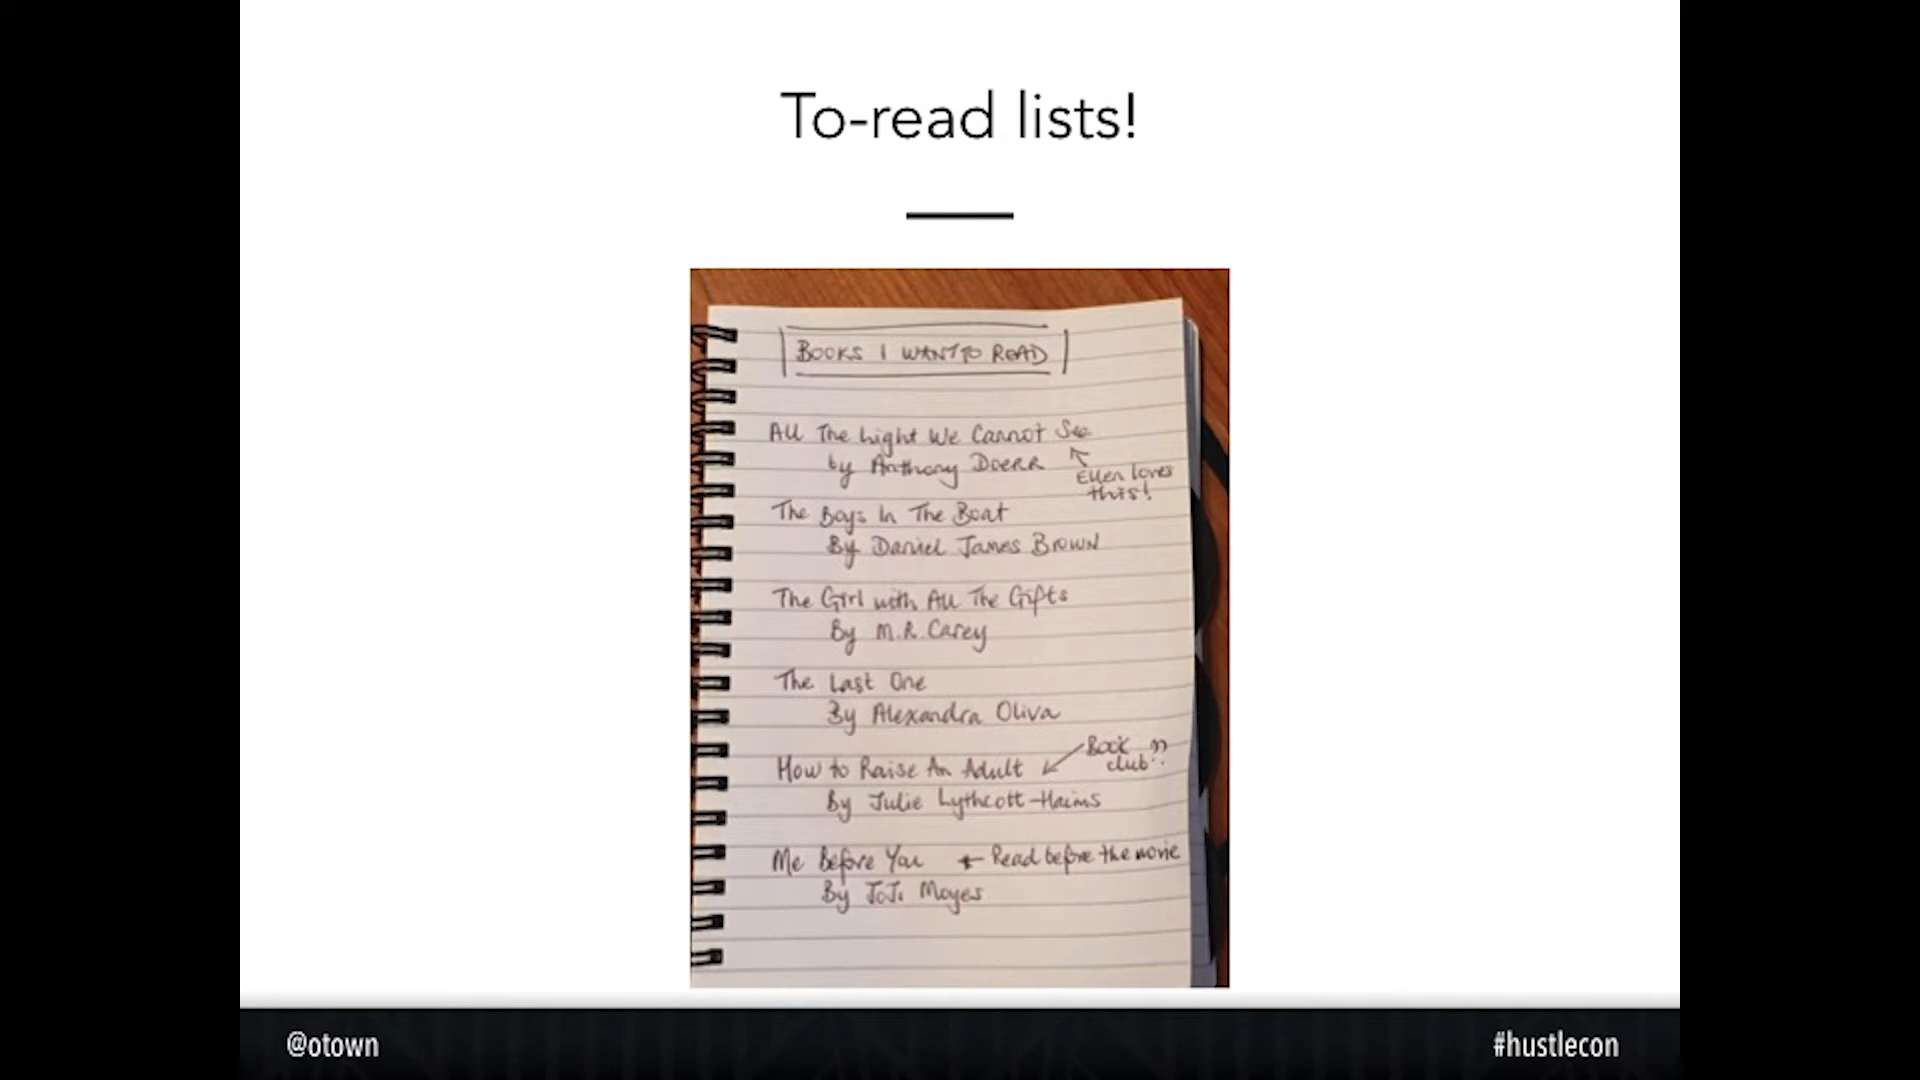 To-read lists!
BOOKS I WANT TO READ
All The Light We Cannot See
by Anthony Doerr
Ellen loves
this!
The Boys In The Boat
By Daniel James Brown
The Girl with All The Gifts
By M.R. Carey
The Last One
By Alexandra Oliva
Book
club??
How to Raise An Adult
By Julie Lythcott-Haims
Me Before You ← Read before the movie
By JoJo Moyes
@otown
#hustlecon